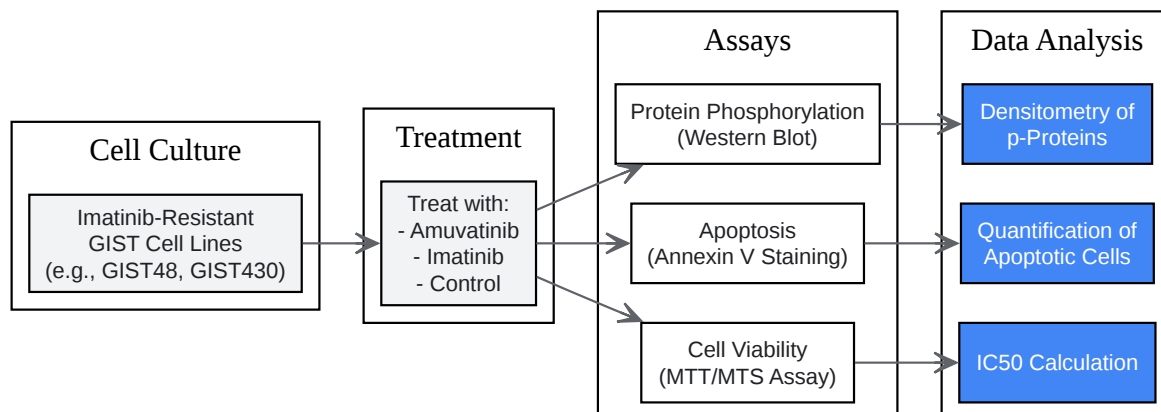 Cell Culture
Imatinib-Resistant
GIST Cell Lines
(e.g., GIST48, GIST430)
Treatment
Treat with:
- Amuvatinib
- Imatinib
- Control
Assays
Protein Phosphorylation
(Western Blot)
Apoptosis
(Annexin V Staining)
Cell Viability
(MTT/MTS Assay)
Data Analysis
Densitometry of
p-Proteins
Quantification of
Apoptotic Cells
IC50 Calculation